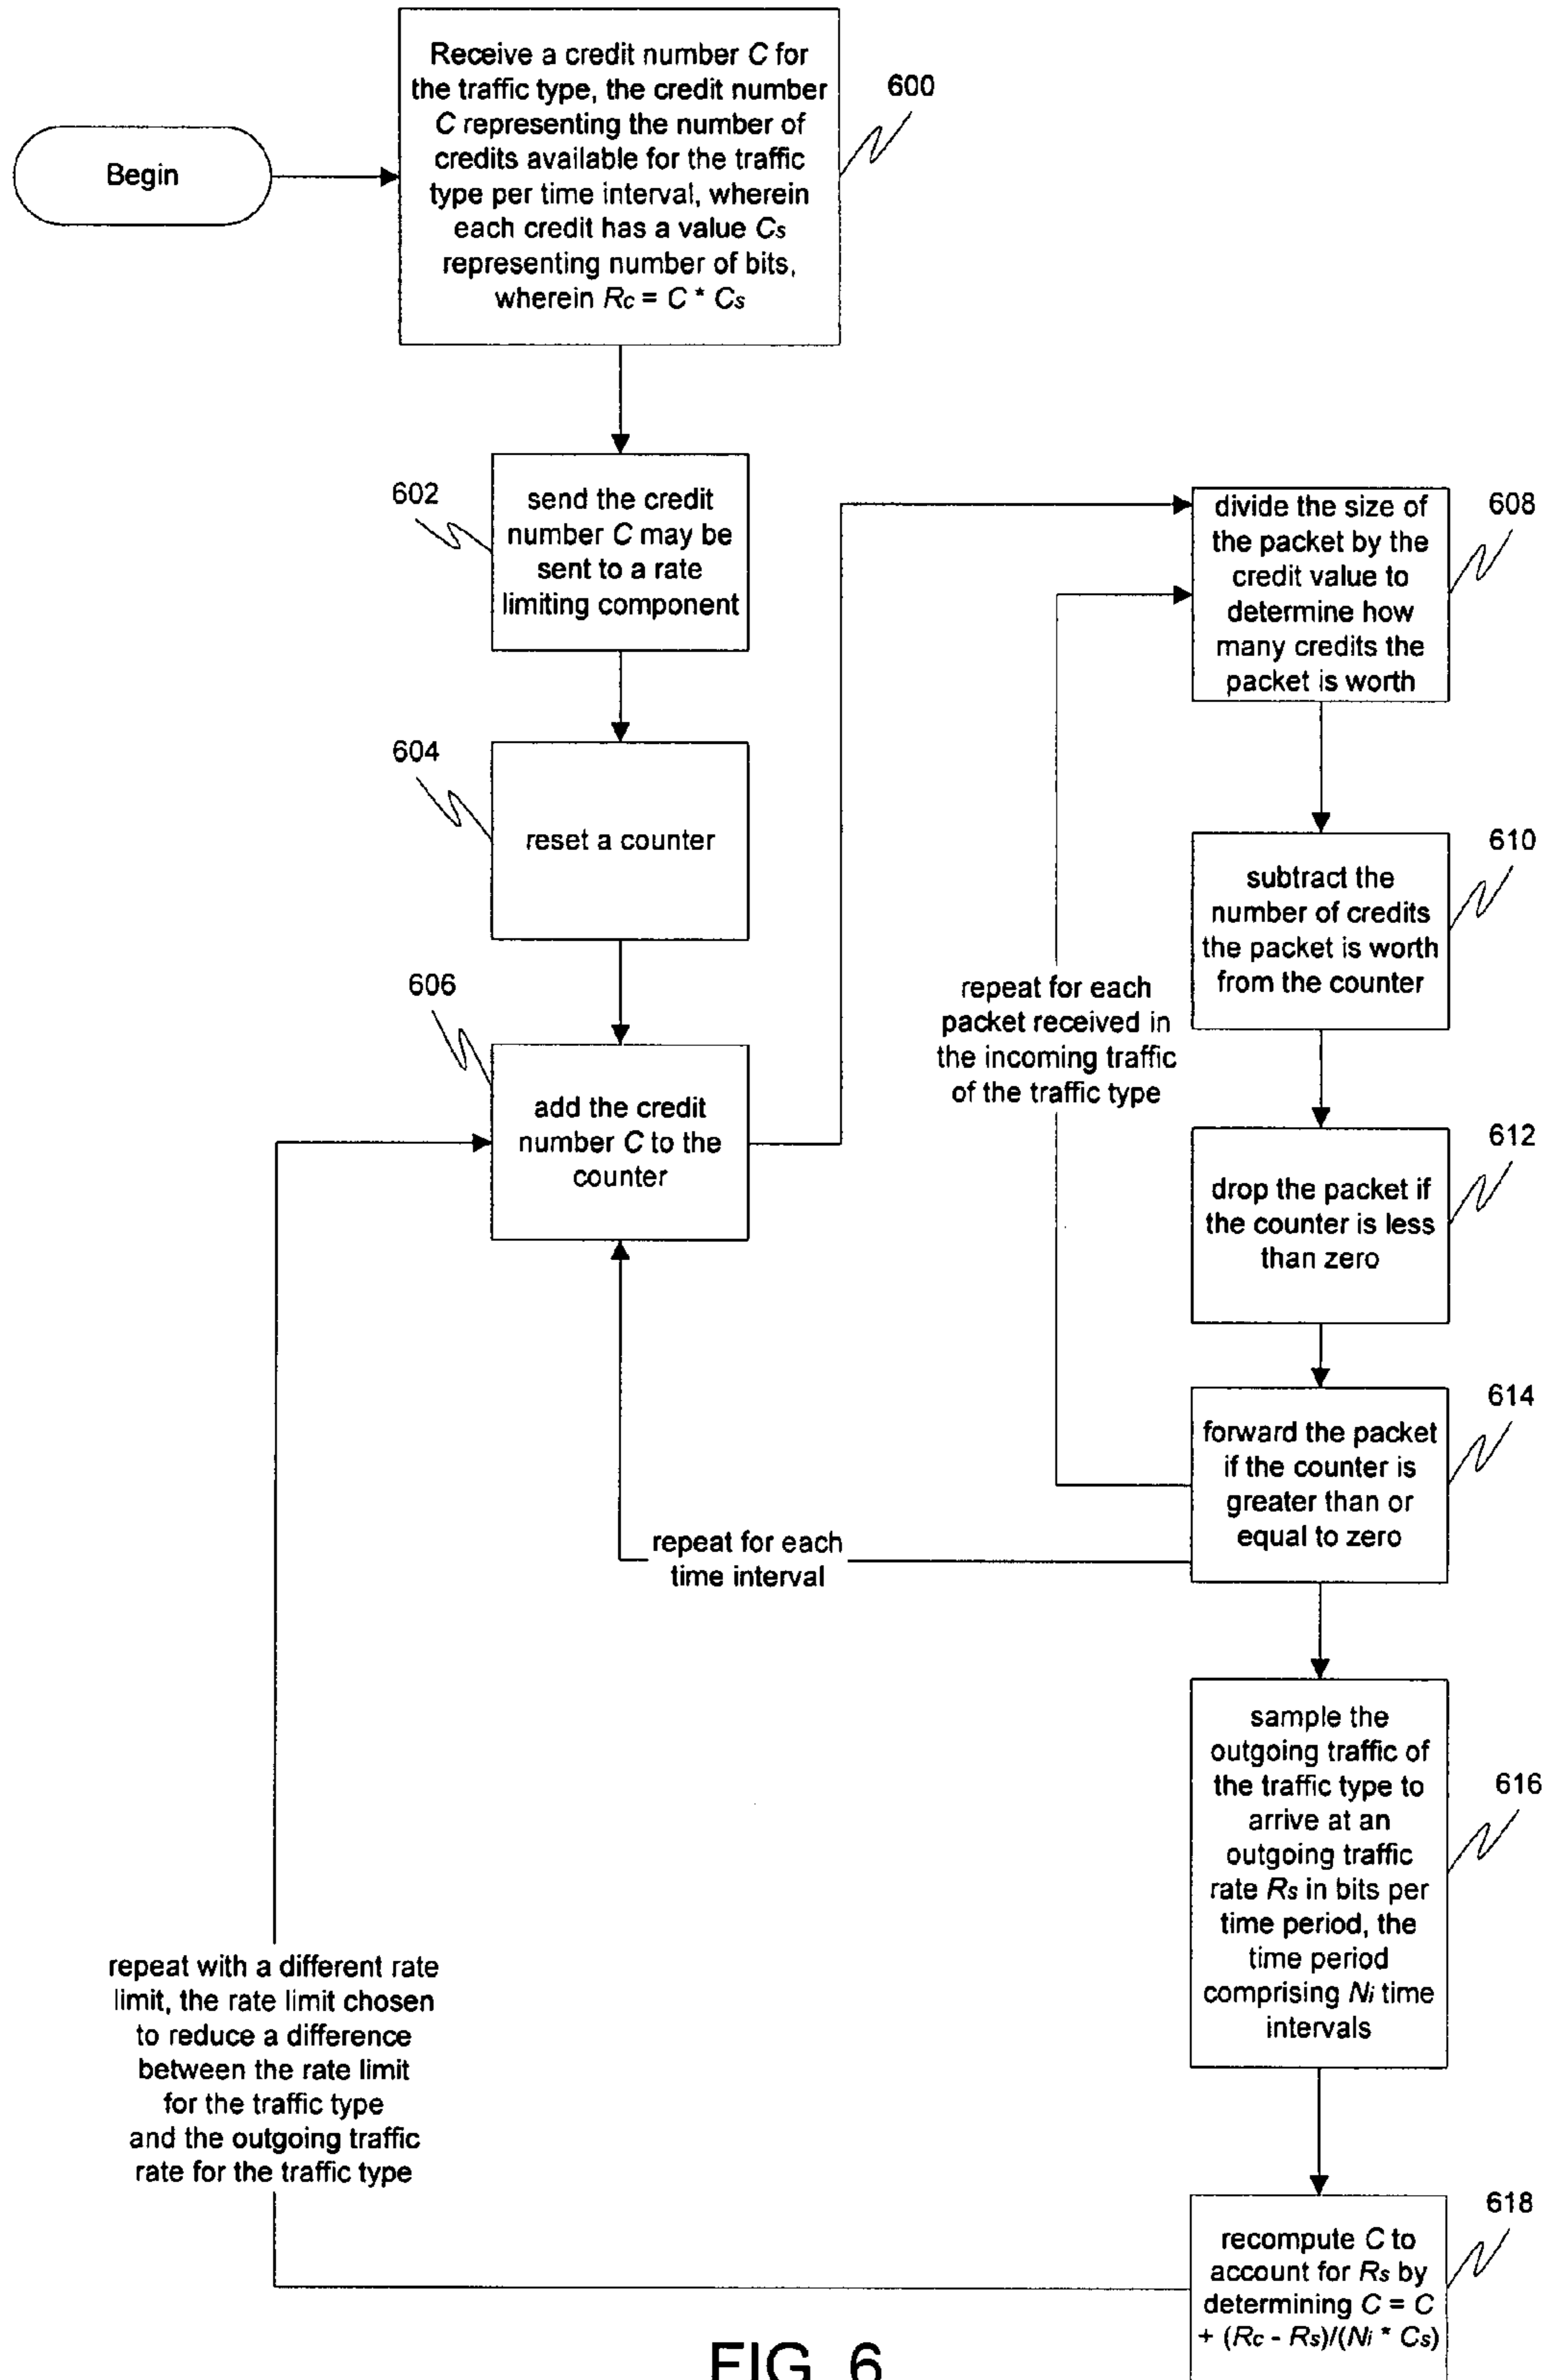 Begin
Receive a credit number C for
the traffic type, the credit number
C representing the number of
credits available for the traffic
type per time interval, wherein
each credit has a value Cs
representing number of bits,
wherein Rc = C * Cs
600
602
send the credit
number C may be
sent to a rate
limiting component
604
reset a counter
606
add the credit
number C to the
counter
608
divide the size of
the packet by the
credit value to
determine how
many credits the
packet is worth
610
subtract the
number of credits
the packet is worth
from the counter
repeat for each
packet received in
the incoming traffic
of the traffic type
612
drop the packet if
the counter is less
than zero
614
forward the packet
if the counter is
greater than or
equal to zero
repeat for each
time interval
616
sample the
outgoing traffic of
the traffic type to
arrive at an
outgoing traffic
rate Rs in bits per
time period, the
time period
comprising Ni time
intervals
repeat with a different rate
limit, the rate limit chosen
to reduce a difference
between the rate limit
for the traffic type
and the outgoing traffic
rate for the traffic type
618
recompute C to
account for Rs by
determining C = C
+ (Rc - Rs)/(Ni * Cs)
FIG. 6